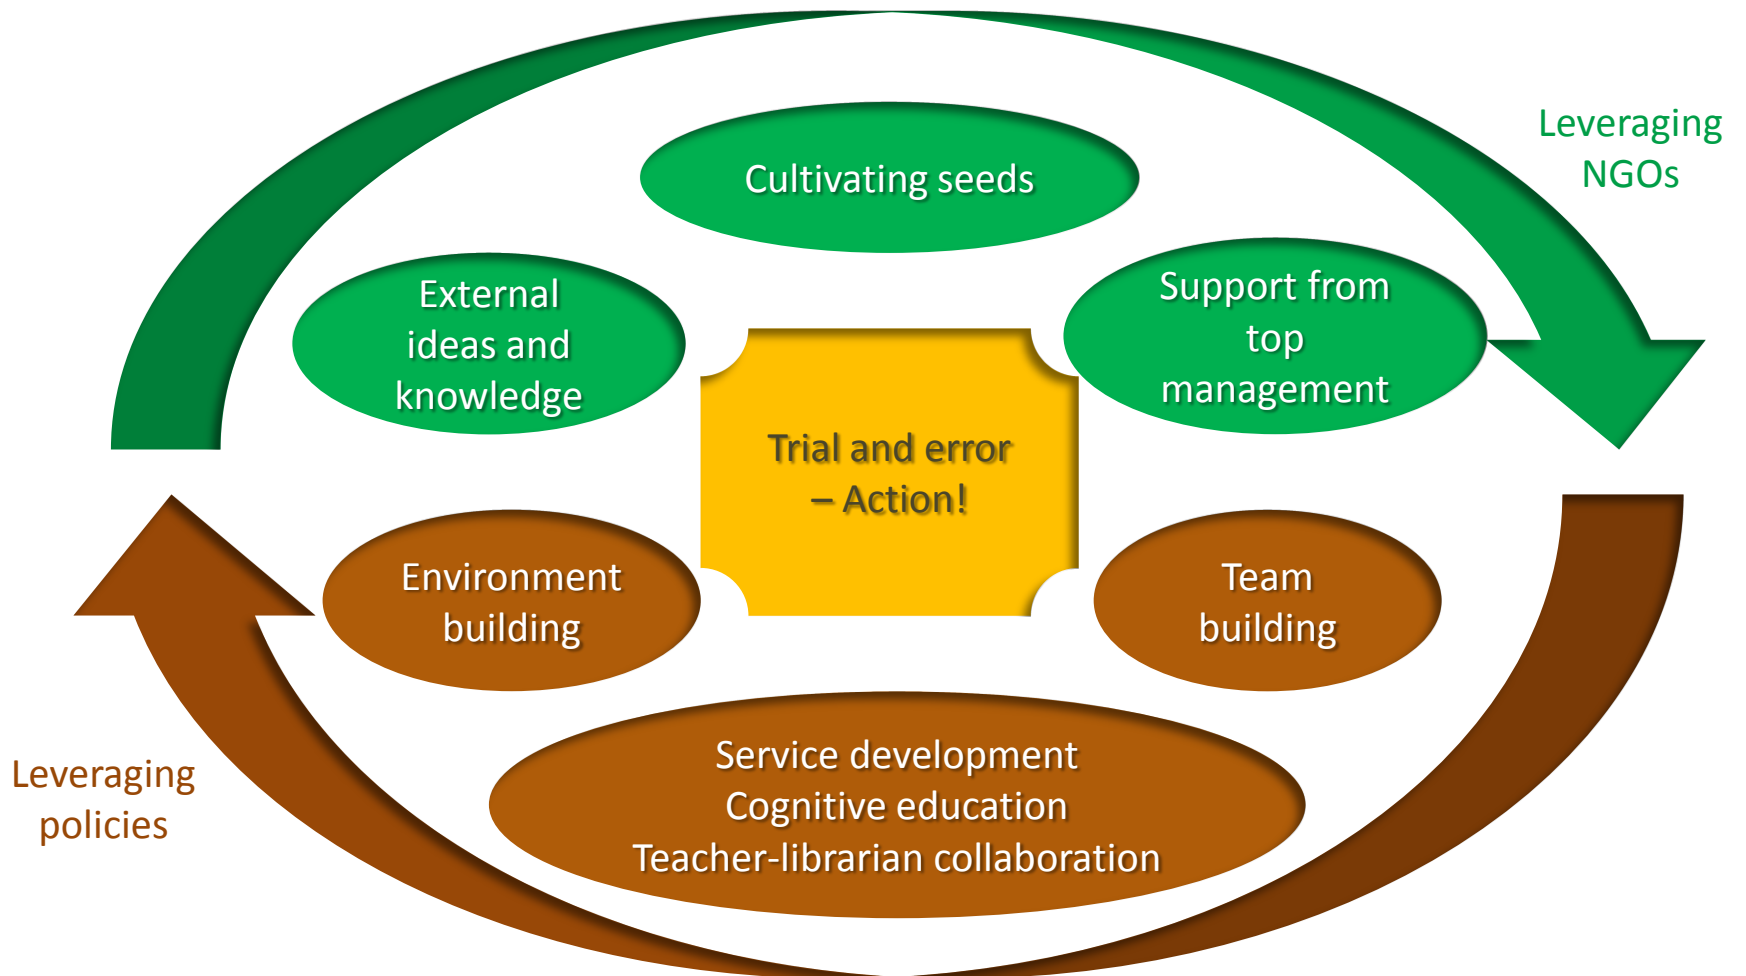 Leveraging
NGOs
Cultivating seeds
External
ideas and
knowledge
Support from
top
management
Trial and error
– Action!
Environment
building
Team
building
Service development
Cognitive education
Teacher-librarian collaboration
Leveraging
policies